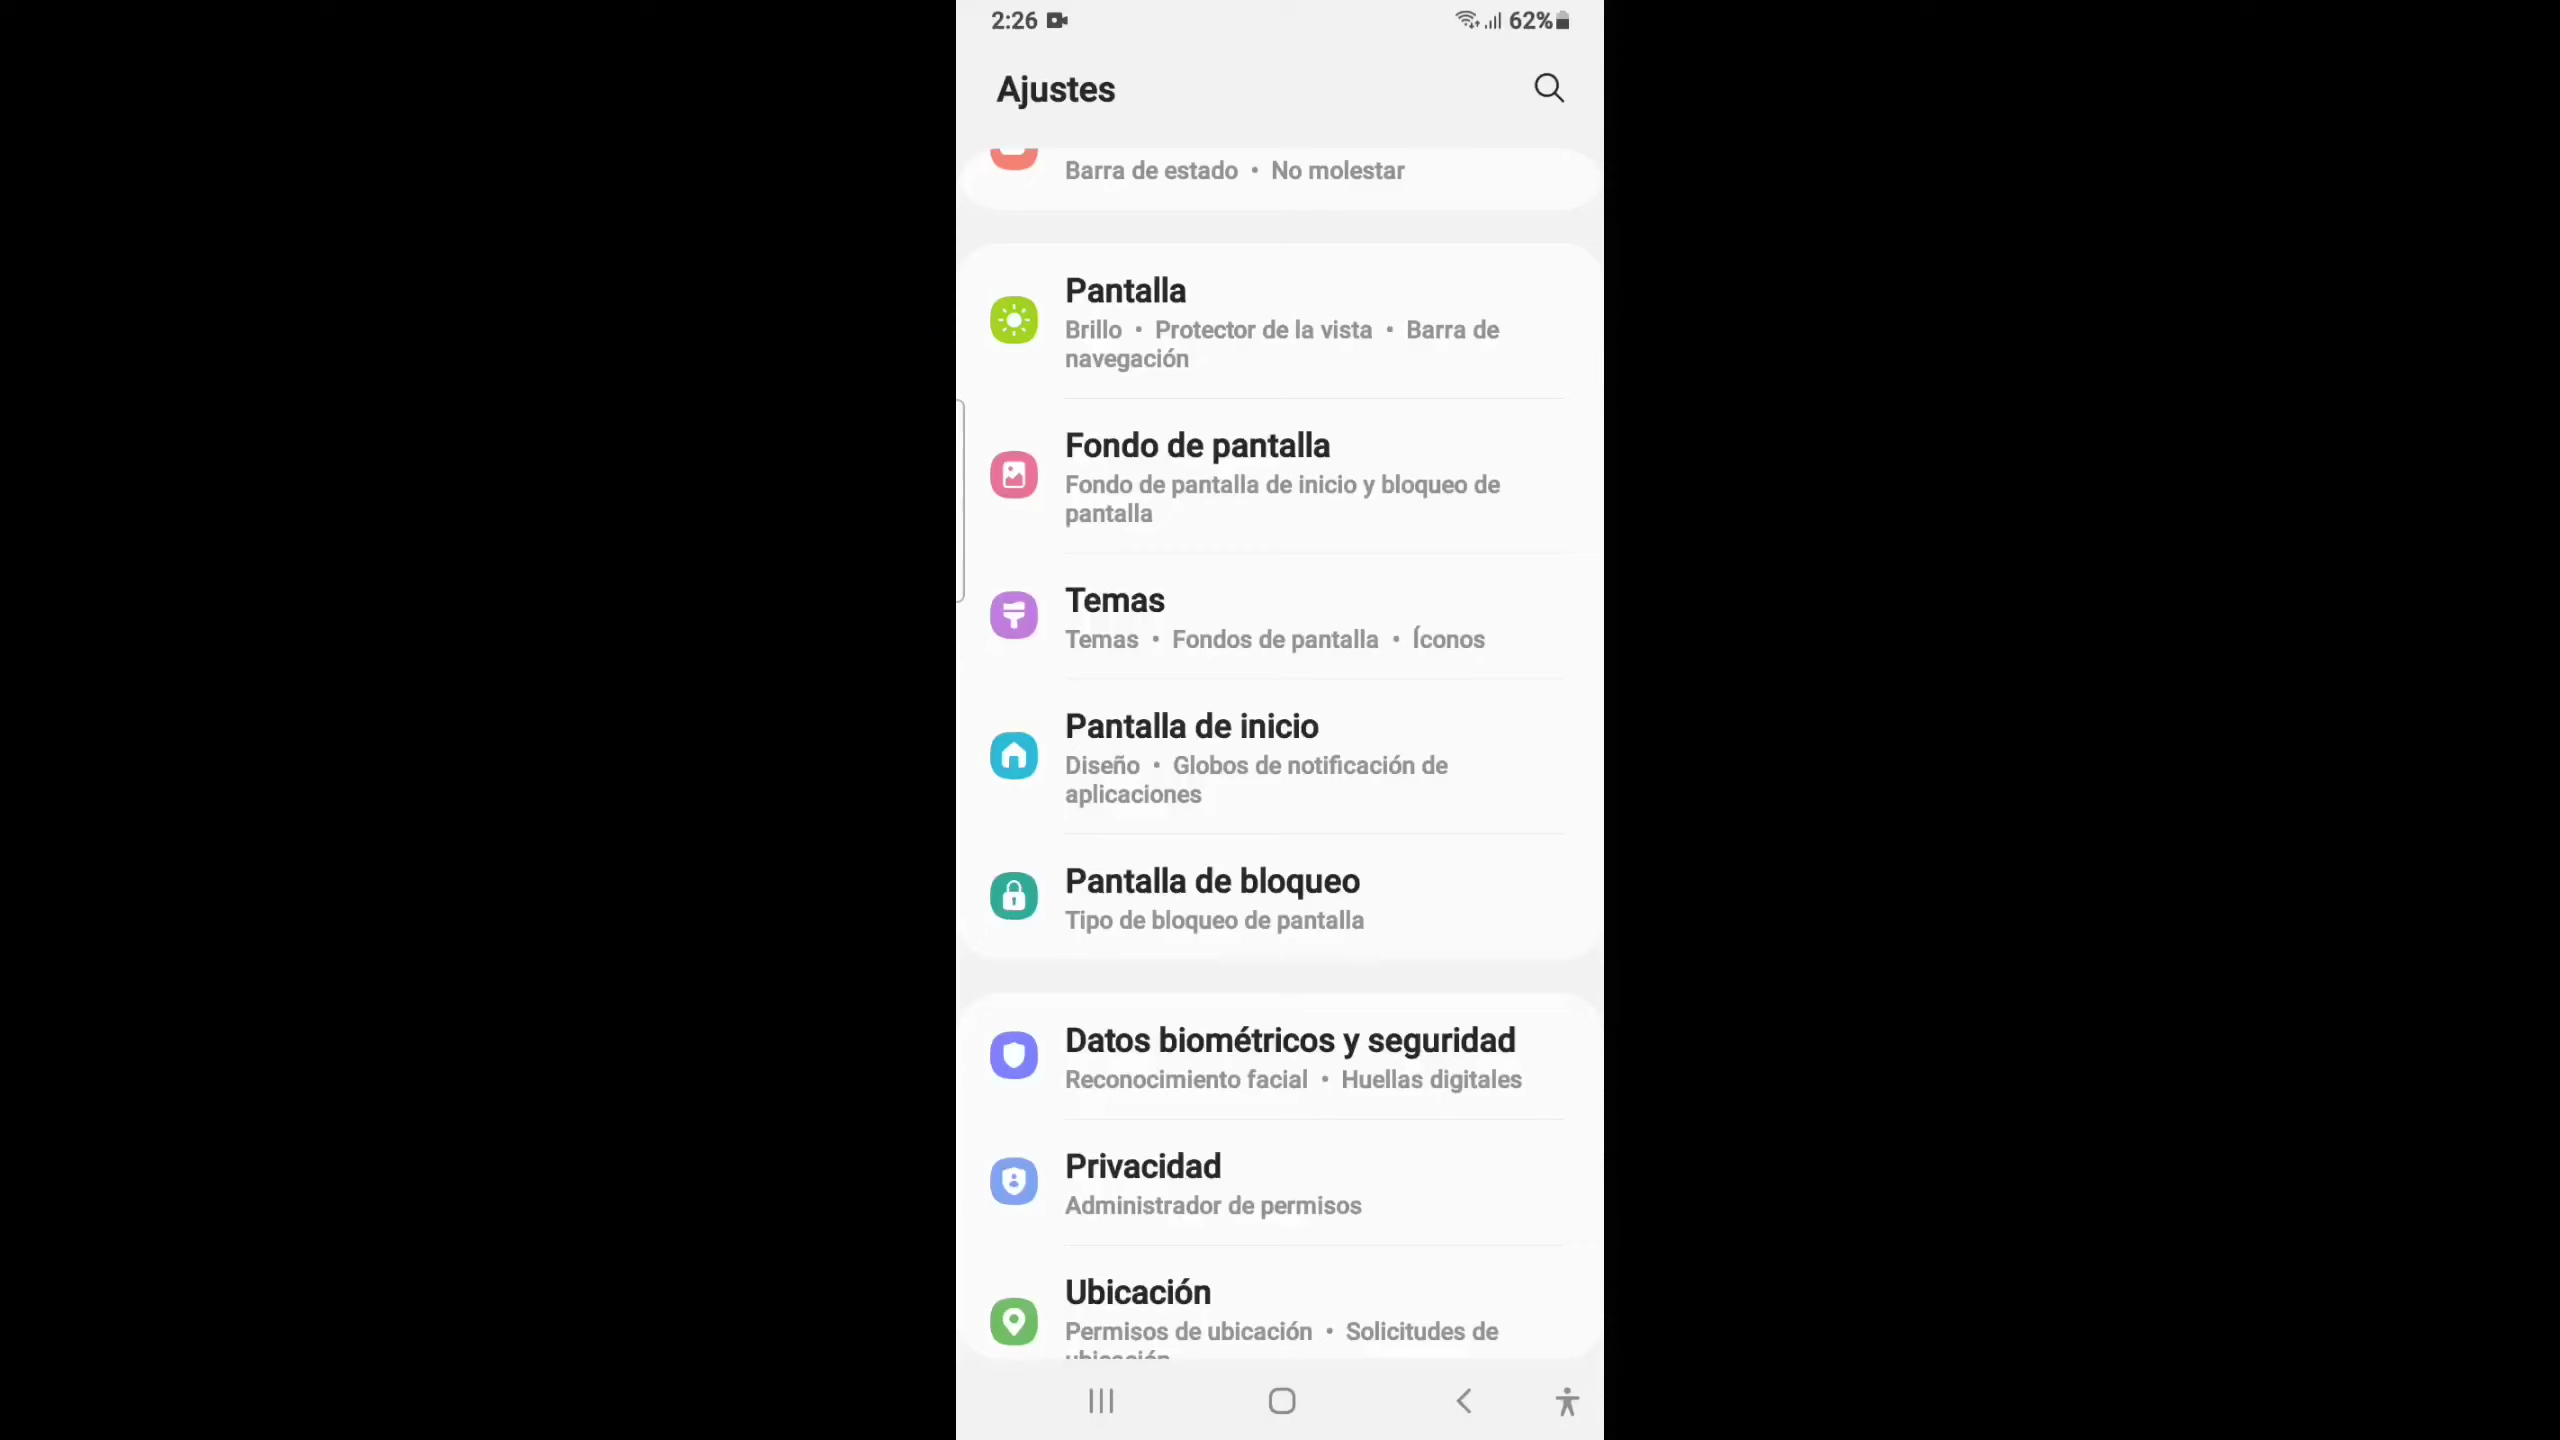 2:26
62%
Ajustes
Barra de estado • No molestar
Pantalla
Brillo • Protector de la vista • Barra de
navegación
Fondo de pantalla
Fondo de pantalla de inicio y bloqueo de
pantalla
Temas
Temas • Fondos de pantalla • Íconos
Pantalla de inicio
Diseño • Globos de notificación de
aplicaciones
Pantalla de bloqueo
Tipo de bloqueo de pantalla
Datos biométricos y seguridad
Reconocimiento facial • Huellas digitales
Privacidad
Administrador de permisos
Ubicación
Permisos de ubicación • Solicitudes de
ubicación